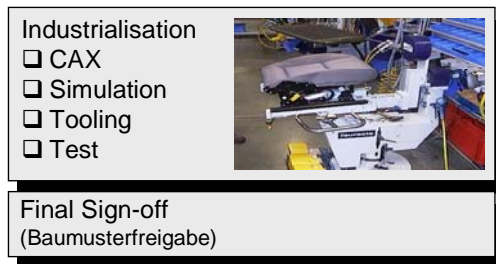 Industrialisation
❑ CAX
❑ Simulation
❑ Tooling
❑ Test
Final Sign-off
(Baumusterfreigabe)